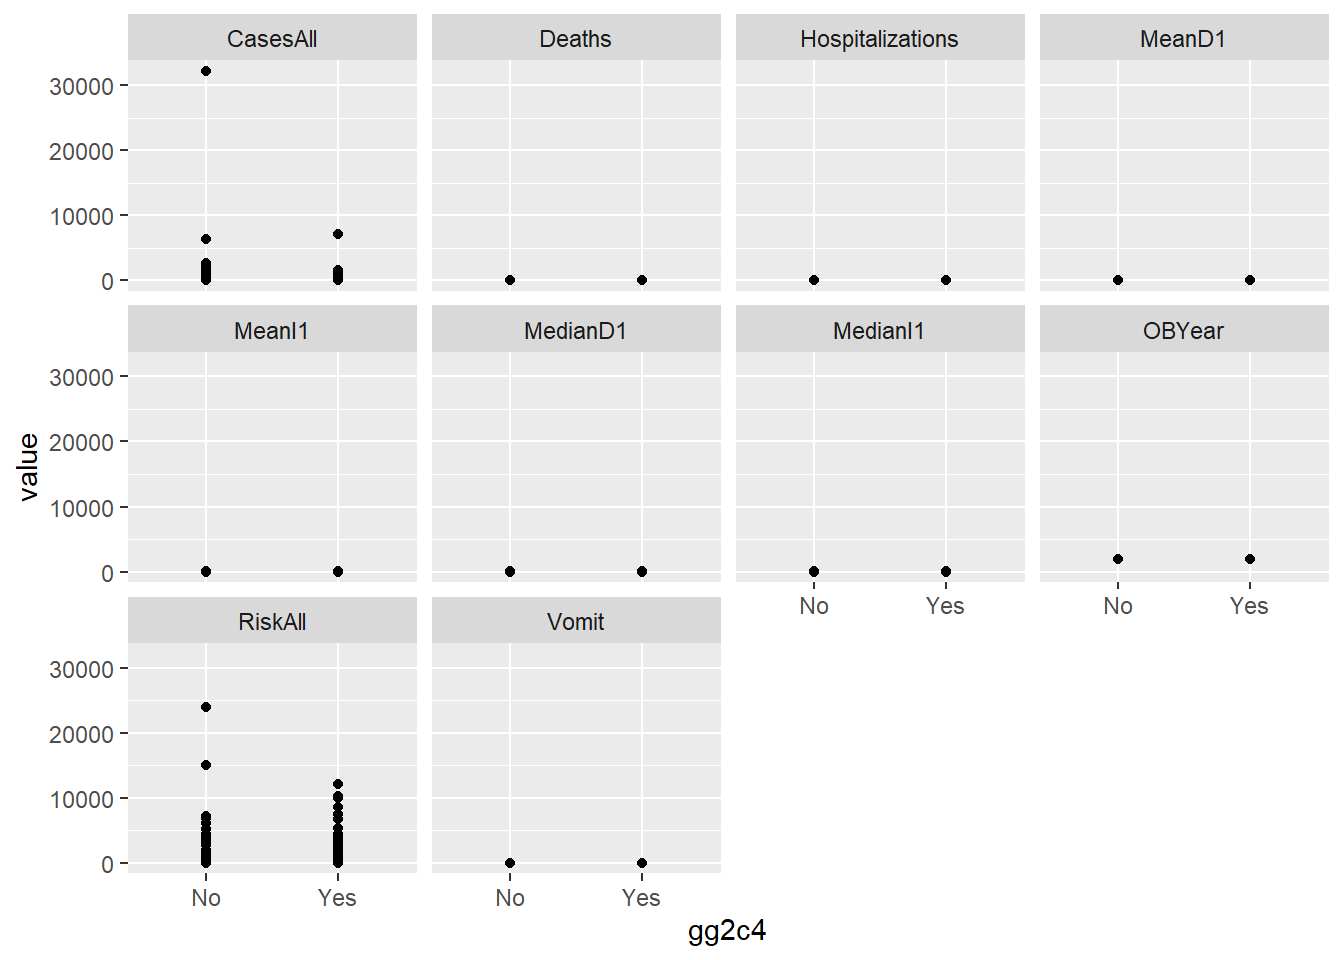 CasesAll Deaths Hospitalizations MeanD1
30000
20000
10000
0
MeanI1 MedianD1 MedianI1 OBYear
30000
20000
10000
0
No Yes No Yes
RiskAll Vomit
30000
20000
10000
0
No Yes No Yes
gg2c4
value